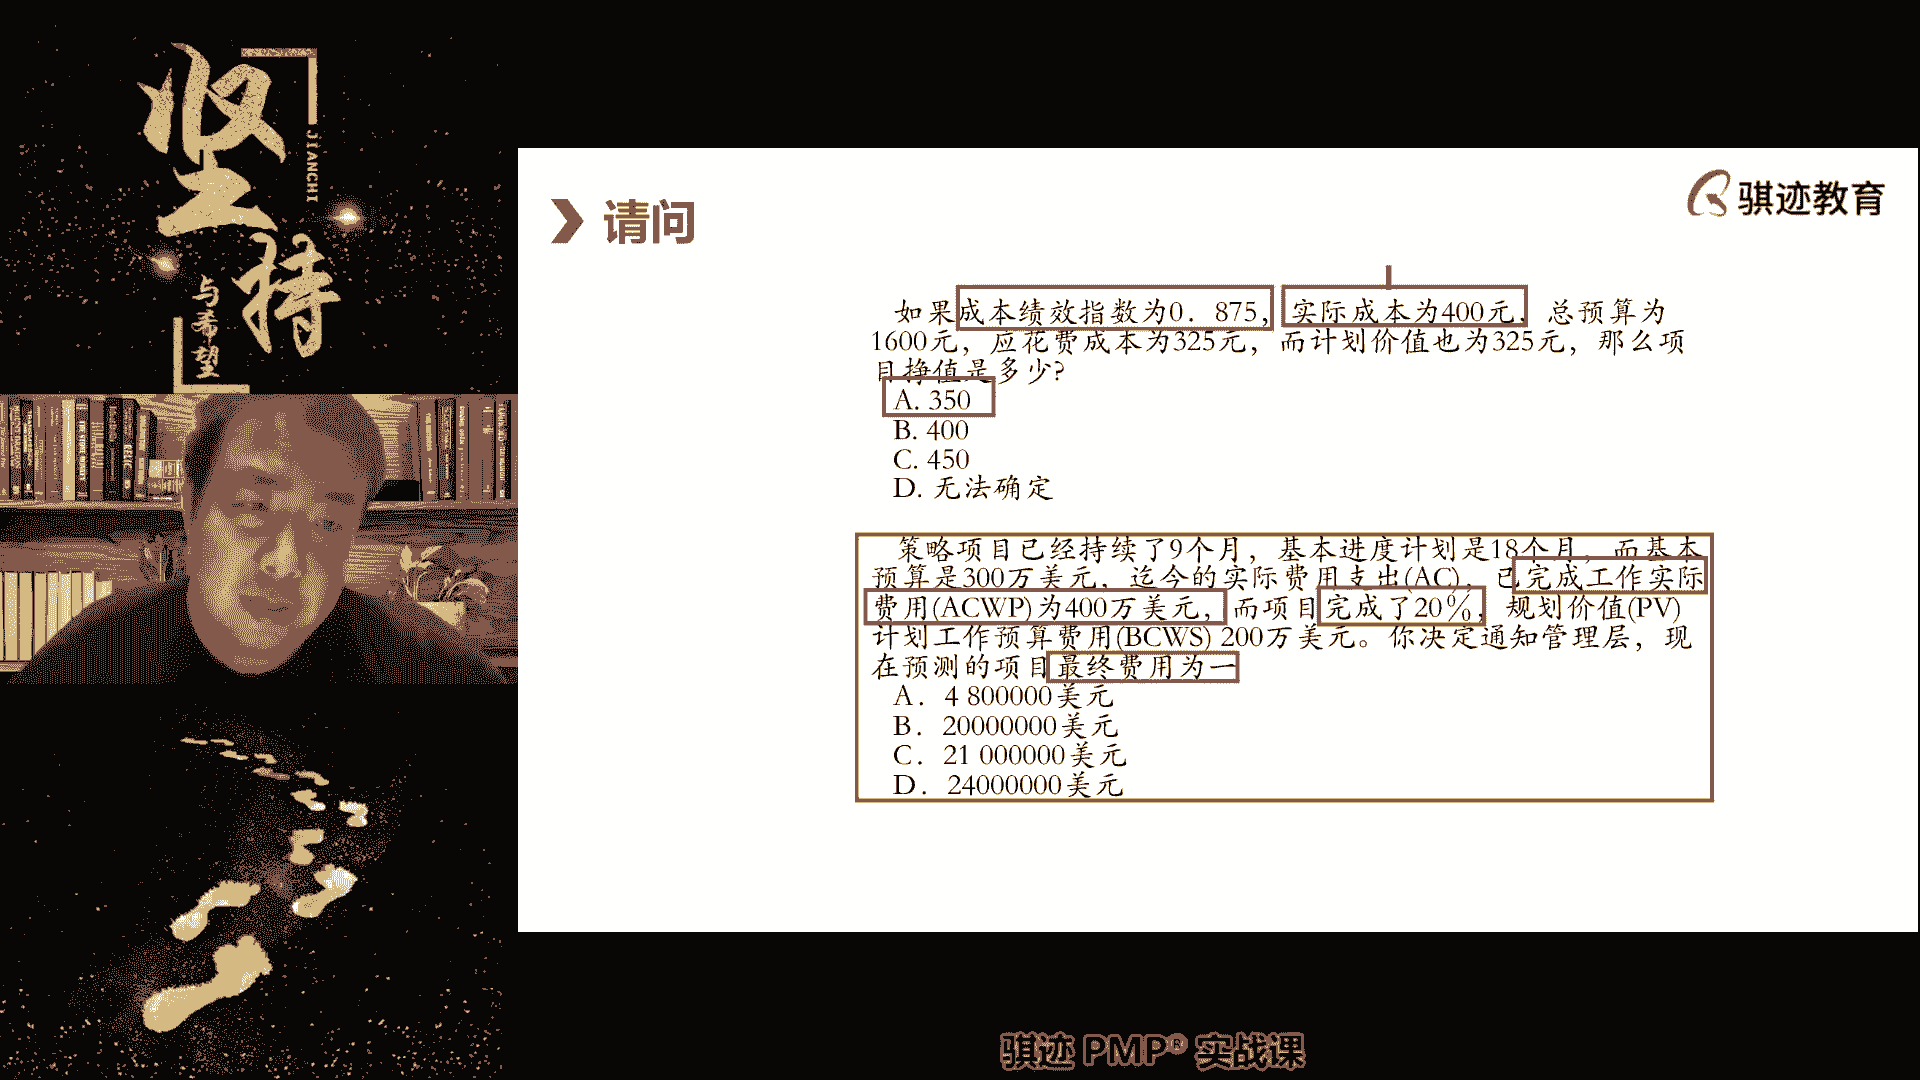 坚持
JIANCHI
与希望
请问
骐迹教育
如果成本绩效指数为0. 875, 实际成本为400元, 总预算为
1600元, 应花费成本为325元, 而计划价值也为325元, 那么项
目挣值是多少?
A. 350
B. 400
C. 450
D. 无法确定
策略项目已经持续了9个月, 基本进度计划是18个月, 而基本
预算是300万美元, 迄今的实际费用支出(AC), 已完成工作实际
费用(ACWP)为400万美元, 而项目完成了20%, 规划价值(PV)
计划工作预算费用(BCWS) 200万美元。你决定通知管理层, 现
在预测的项目最终费用为一
A. 4 800000美元
B. 20000000美元
C. 21 000000美元
D. 24000000美元
骐迹 PMP® 实战课